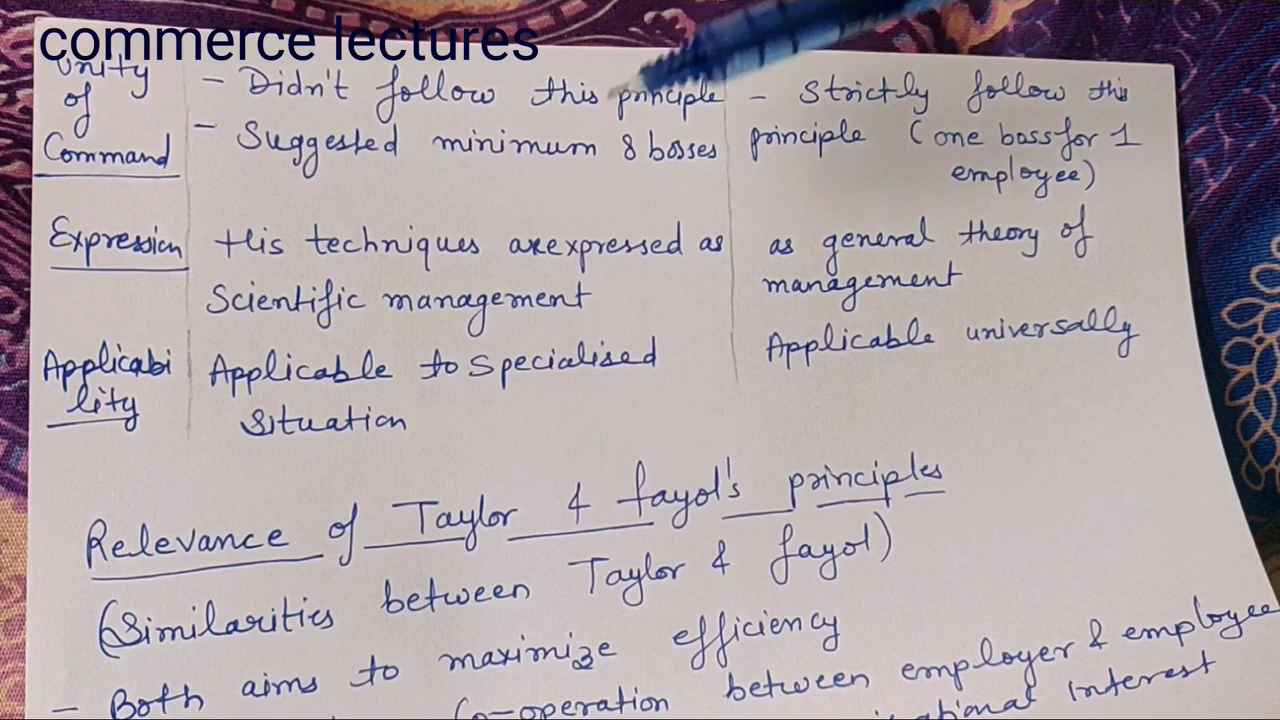 commerce lectures
Unity - Didn't follow this principle - Strictly follow this
of - Suggested minimum 8 bosses principle (one boss for 1
Command employee)
Expression His techniques are expressed as as general theory of
Scientific management management
Applicabi Applicable to specialised Applicable universally
lity Situation
Relevance of Taylor & fayol's principles
(Similarities between Taylor & fayol)
- Both aims to maximize efficiency
Co-operation between employer & employee
interest